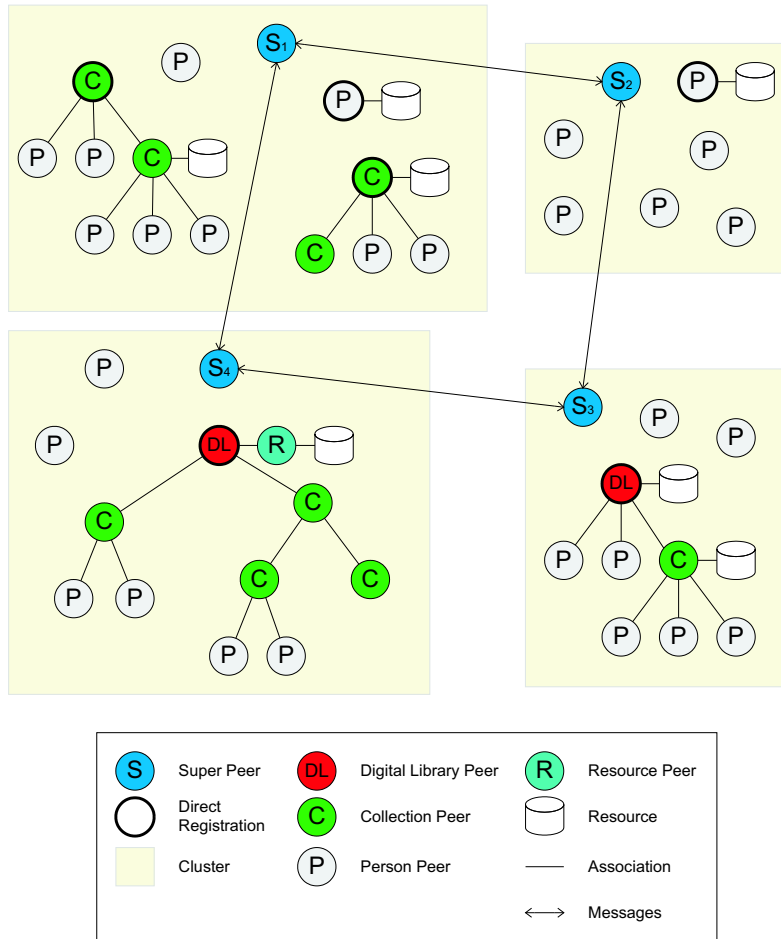 S1
P
C
S2
P
P
P
P
P
C
P
P
C
P
P
P
P
P
P
P
C
P
P
P
S4
P
S3
P
P
P
DL
R
DL
C
C
P
P
C
C
C
P
P
P
P
P
P
P
S Super Peer
DL Digital Library Peer
R Resource Peer
Direct
Registration
C Collection Peer
Resource
Cluster
P Person Peer
Association
Messages